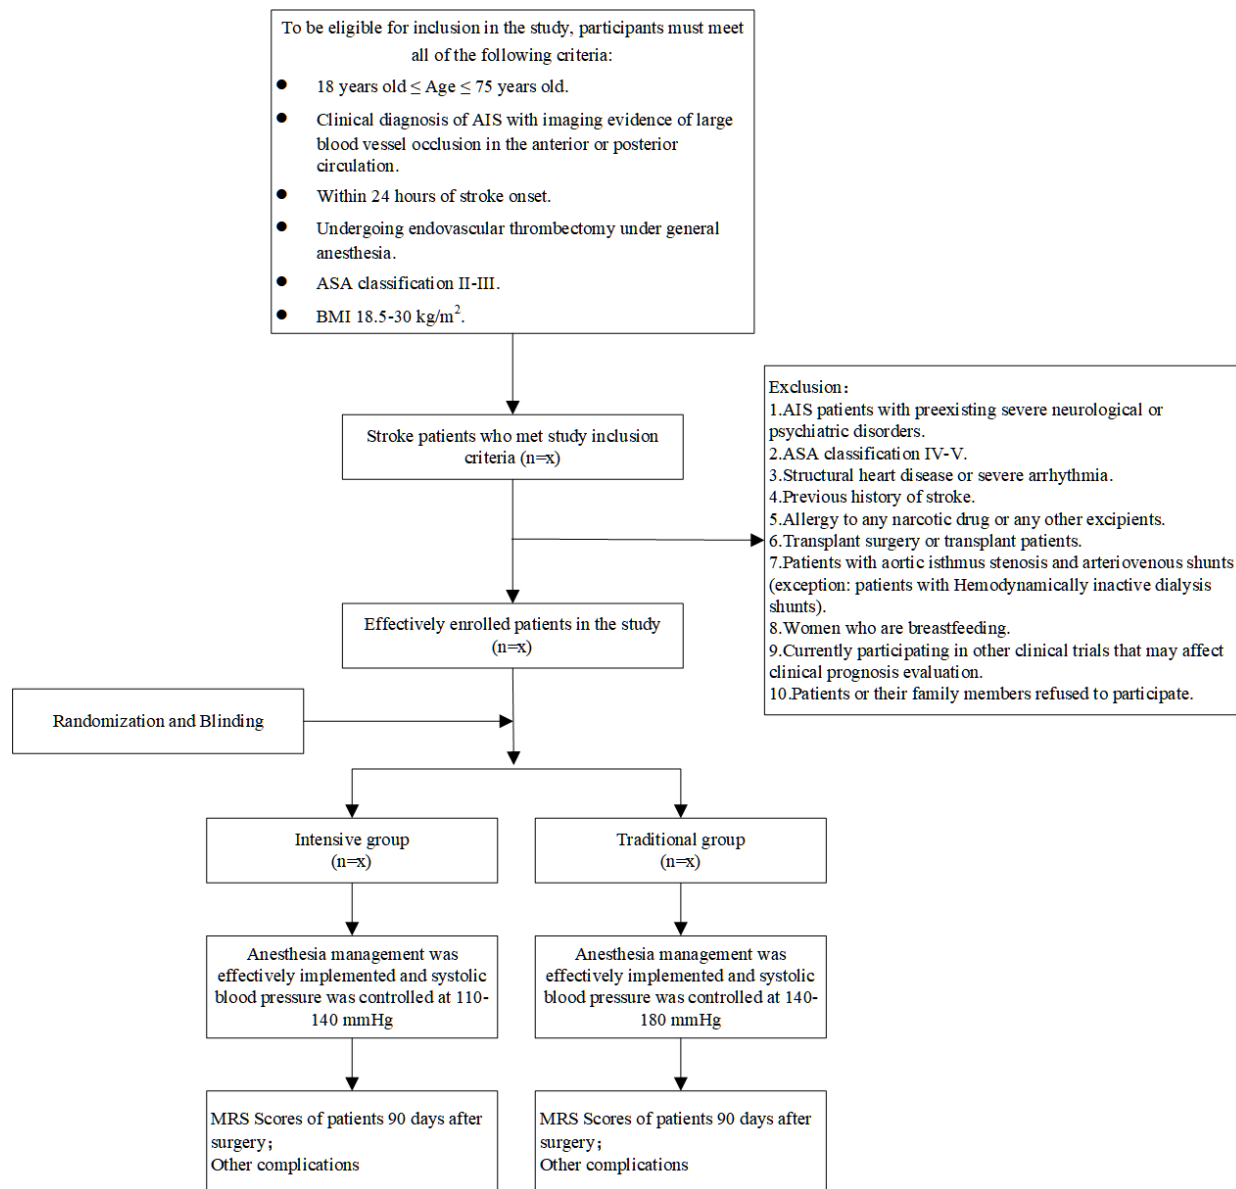 To be eligible for inclusion in the study, participants must meet
all of the following criteria:
● 18 years old ≤ Age ≤ 75 years old.
● Clinical diagnosis of AIS with imaging evidence of large
blood vessel occlusion in the anterior or posterior
circulation.
● Within 24 hours of stroke onset.
● Undergoing endovascular thrombectomy under general
anesthesia.
● ASA classification II-III.
● BMI 18.5-30 kg/m².
Stroke patients who met study inclusion
criteria (n=x)
Exclusion：
1.AIS patients with preexisting severe neurological or
psychiatric disorders.
2.ASA classification IV-V.
3.Structural heart disease or severe arrhythmia.
4.Previous history of stroke.
5.Allergy to any narcotic drug or any other excipients.
6.Transplant surgery or transplant patients.
7.Patients with aortic isthmus stenosis and arteriovenous shunts
(exception: patients with Hemodynamically inactive dialysis
shunts).
8.Women who are breastfeeding.
9.Currently participating in other clinical trials that may affect
clinical prognosis evaluation.
10.Patients or their family members refused to participate.
Effectively enrolled patients in the study
(n=x)
Randomization and Blinding
Intensive group
(n=x)
Traditional group
(n=x)
Anesthesia management was
effectively implemented and systolic
blood pressure was controlled at 110-
140 mmHg
Anesthesia management was
effectively implemented and systolic
blood pressure was controlled at 140-
180 mmHg
MRS Scores of patients 90 days after
surgery；
Other complications
MRS Scores of patients 90 days after
surgery；
Other complications